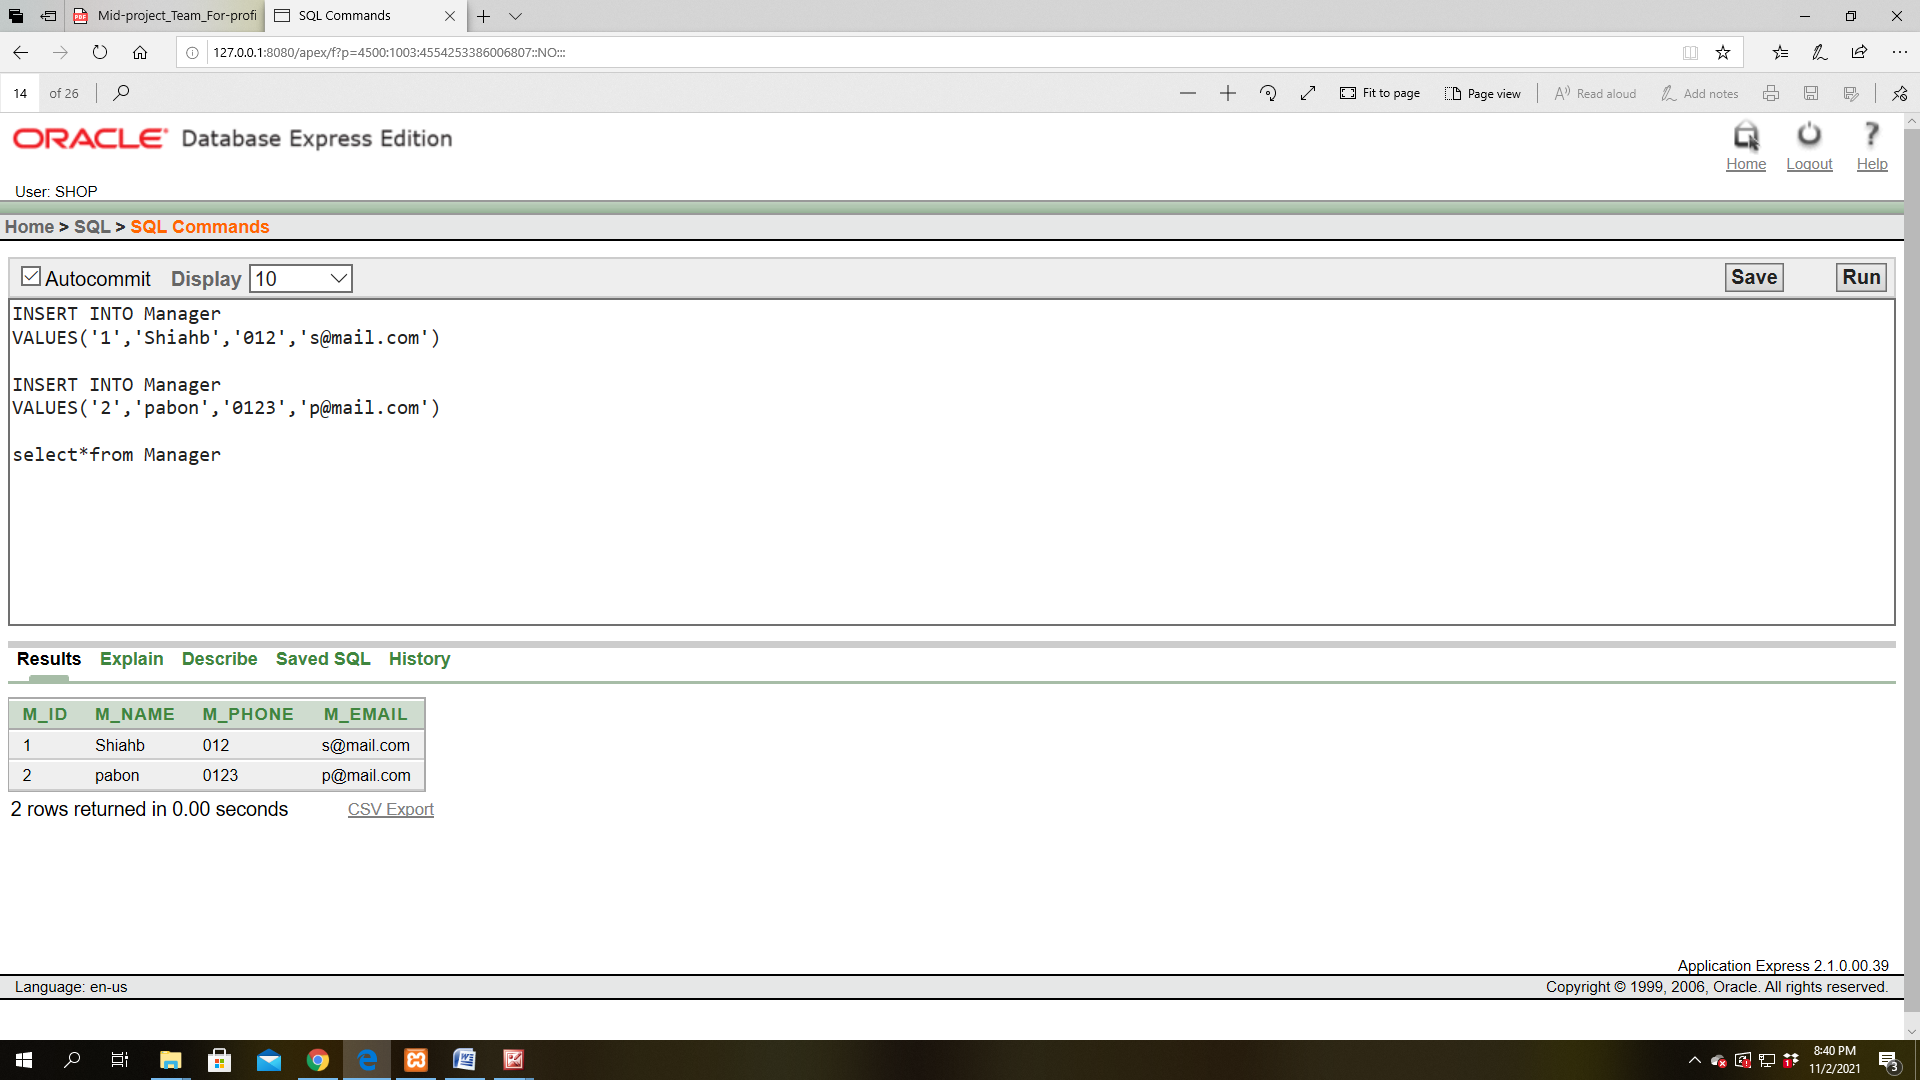 Mid-project_Team_For-profi
SQL Commands
127.0.0.1:8080/apex/f?p=4500:1003:4554253386006807::NO:::
14 of 26
Fit to page
Page view
Read aloud
Add notes
ORACLE Database Express Edition
Home
Logout
Help
User: SHOP
Home > SQL > SQL Commands
Autocommit Display 10
Save
Run
INSERT INTO Manager
VALUES('1','Shiahb','012','s@mail.com')
INSERT INTO Manager
VALUES('2','pabon','0123','p@mail.com')
select*from Manager
Results Explain Describe Saved SQL History
M_ID M_NAME M_PHONE M_EMAIL
1 Shiahb 012 s@mail.com
2 pabon 0123 p@mail.com
2 rows returned in 0.00 seconds CSV Export
Application Express 2.1.0.00.39
Language: en-us
Copyright © 1999, 2006, Oracle. All rights reserved.
8:40 PM
11/2/2021
3